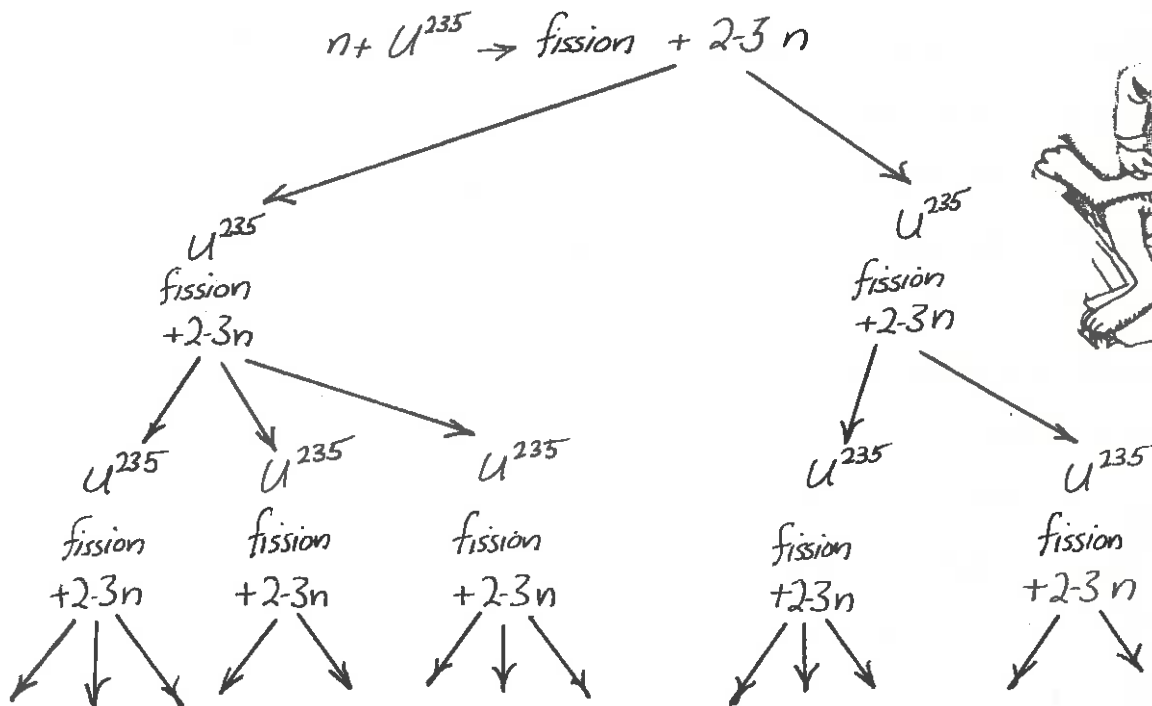 n + U²³⁵ → fission + 2-3 n
U²³⁵ U²³⁵
fission fission
+2-3n +2-3n
U²³⁵ U²³⁵ U²³⁵ U²³⁵ U²³⁵
fission fission fission fission fission
+2-3n +2-3n +2-3n +2-3n +2-3n